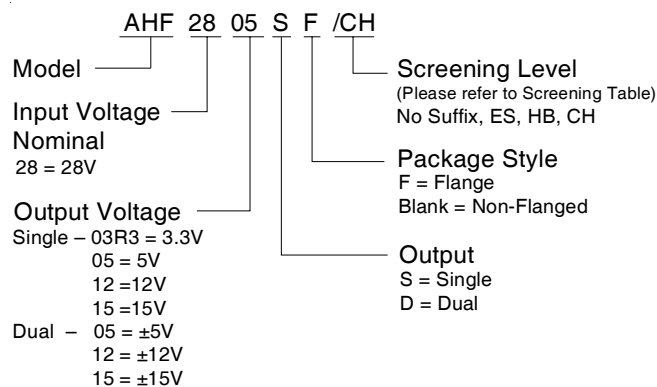 AHF 28 05 S F /CH
Model
Input Voltage
Nominal
28 = 28V
Output Voltage
Single – 03R3 = 3.3V
05 = 5V
12 =12V
15 =15V
Dual – 05 = ±5V
12 = ±12V
15 = ±15V
Screening Level
(Please refer to Screening Table)
No Suffix, ES, HB, CH
Package Style
F = Flange
Blank = Non-Flanged
Output
S = Single
D = Dual